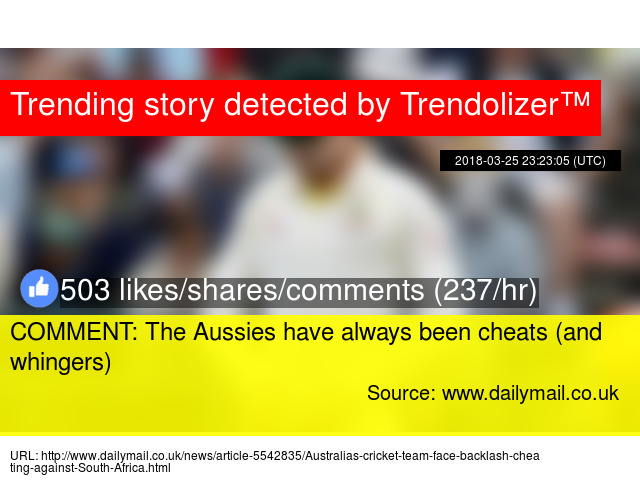 Trending story detected by Trendolizer™
2018-03-25 23:23:05 (UTC)
503 likes/shares/comments (237/hr)
COMMENT: The Aussies have always been cheats (and
whingers)
Source: www.dailymail.co.uk
URL: http://www.dailymail.co.uk/news/article-5542835/Australias-cricket-team-face-backlash-chea
ting-against-South-Africa.html